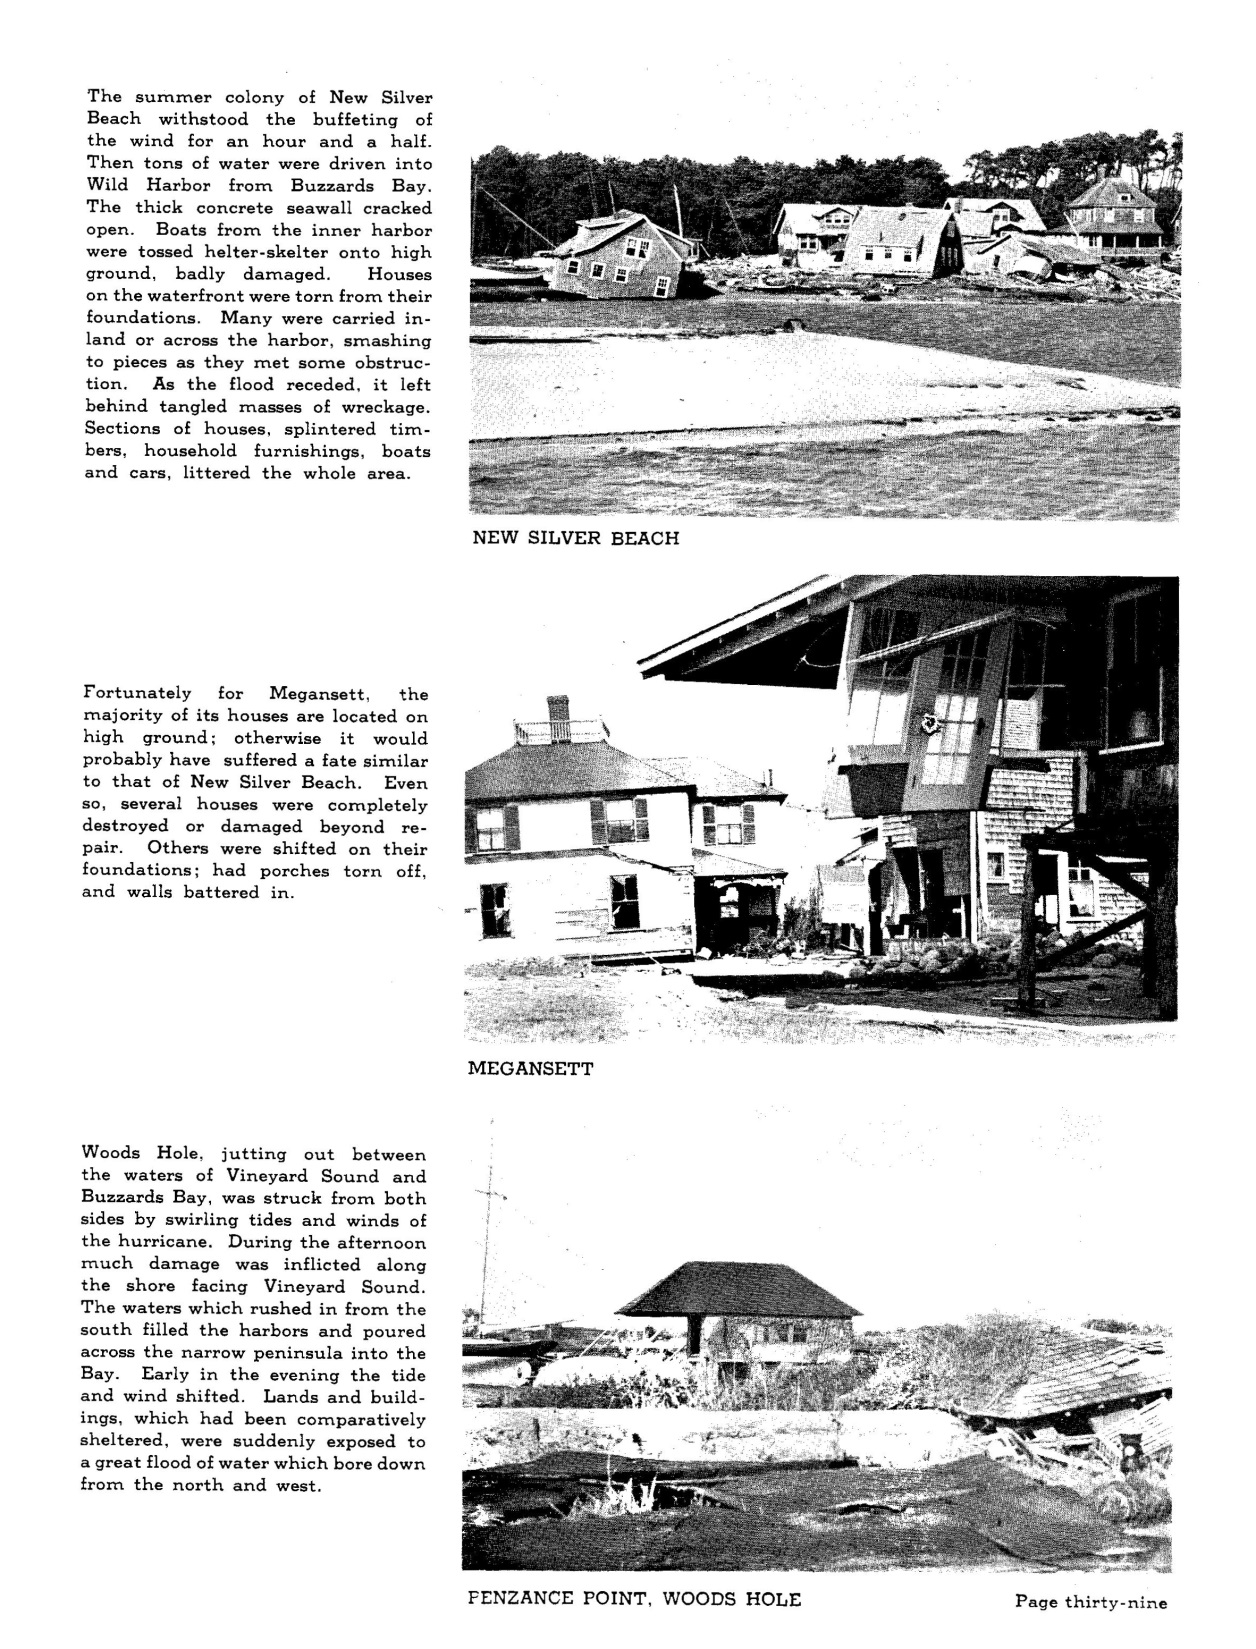 The summer colony of New Silver
Beach withstood the buffeting of
the wind for an hour and a half.
Then tons of water were driven into
Wild Harbor from Buzzards Bay.
The thick concrete seawall cracked
open. Boats from the inner harbor
were tossed helter-skelter onto high
ground, badly damaged. Houses
on the waterfront were torn from their
foundations. Many were carried in-
land or across the harbor, smashing
to pieces as they met some obstruc-
tion. As the flood receded, it left
behind tangled masses of wreckage.
Sections of houses, splintered tim-
bers, household furnishings, boats
and cars, littered the whole area.
NEW SILVER BEACH
Fortunately for Megansett, the
majority of its houses are located on
high ground; otherwise it would
probably have suffered a fate similar
to that of New Silver Beach. Even
so, several houses were completely
destroyed or damaged beyond re-
pair. Others were shifted on their
foundations; had porches torn off,
and walls battered in.
MEGANSETT
Woods Hole, jutting out between
the waters of Vineyard Sound and
Buzzards Bay, was struck from both
sides by swirling tides and winds of
the hurricane. During the afternoon
much damage was inflicted along
the shore facing Vineyard Sound.
The waters which rushed in from the
south filled the harbors and poured
across the narrow peninsula into the
Bay. Early in the evening the tide
and wind shifted. Lands and build-
ings, which had been comparatively
sheltered, were suddenly exposed to
a great flood of water which bore down
from the north and west.
PENZANCE POINT, WOODS HOLE
Page thirty-nine